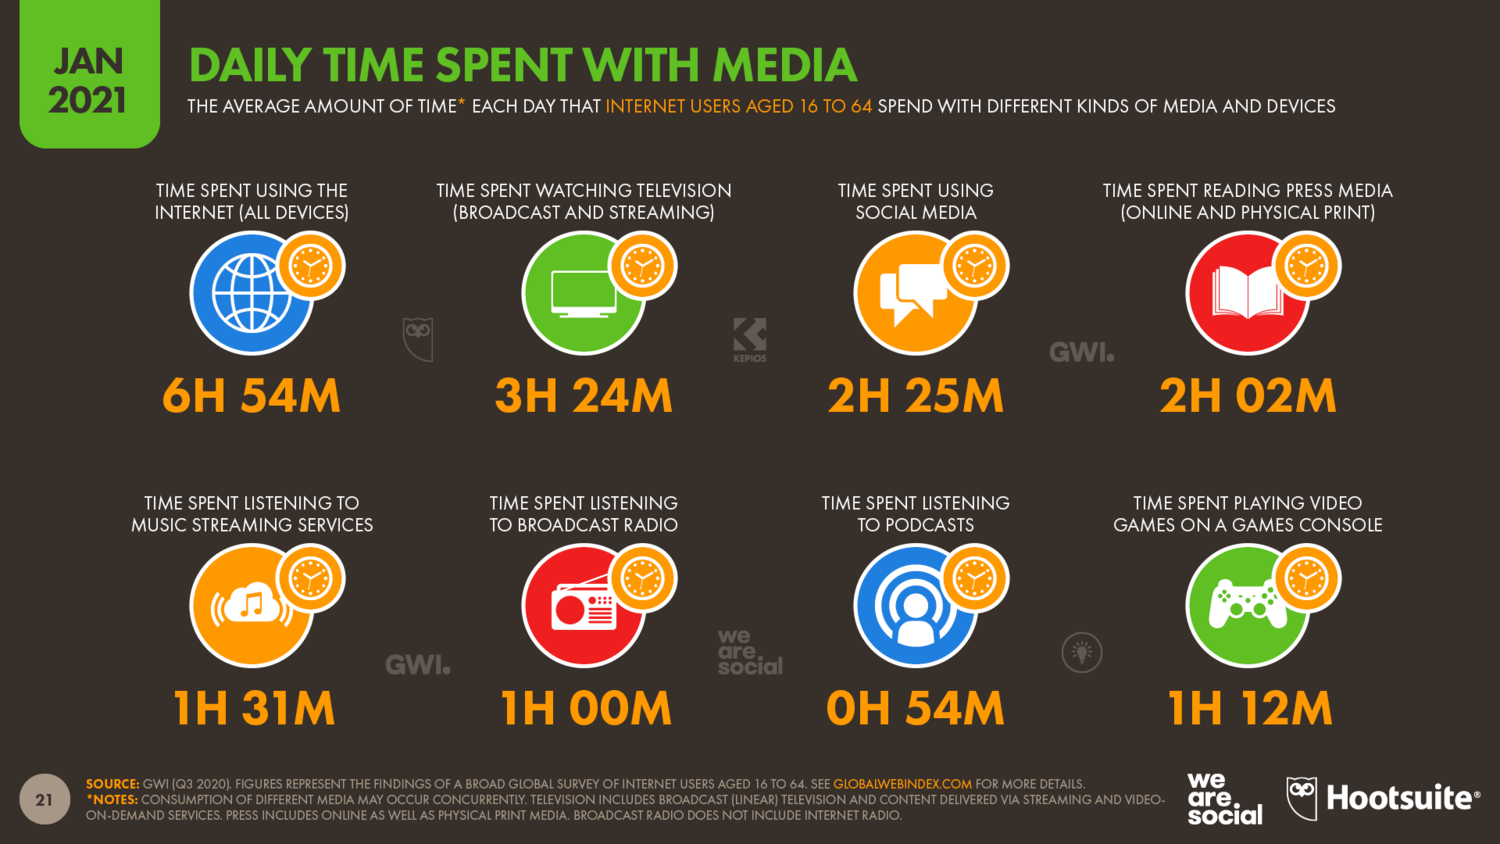 JAN
2021
DAILY TIME SPENT WITH MEDIA
THE AVERAGE AMOUNT OF TIME* EACH DAY THAT INTERNET USERS AGED 16 TO 64 SPEND WITH DIFFERENT KINDS OF MEDIA AND DEVICES
TIME SPENT USING THE
INTERNET (ALL DEVICES)
6H 54M
TIME SPENT WATCHING TELEVISION
(BROADCAST AND STREAMING)
3H 24M
TIME SPENT USING
SOCIAL MEDIA
2H 25M
TIME SPENT READING PRESS MEDIA
(ONLINE AND PHYSICAL PRINT)
2H 02M
KEPIOS
GWI.
TIME SPENT LISTENING TO
MUSIC STREAMING SERVICES
1H 31M
TIME SPENT LISTENING
TO BROADCAST RADIO
1H 00M
TIME SPENT LISTENING
TO PODCASTS
0H 54M
TIME SPENT PLAYING VIDEO
GAMES ON A GAMES CONSOLE
1H 12M
GWI.
we
are
social
21
SOURCE: GWI (Q3 2020). FIGURES REPRESENT THE FINDINGS OF A BROAD GLOBAL SURVEY OF INTERNET USERS AGED 16 TO 64. SEE GLOBALWEBINDEX.COM FOR MORE DETAILS.
*NOTES: CONSUMPTION OF DIFFERENT MEDIA MAY OCCUR CONCURRENTLY. TELEVISION INCLUDES BROADCAST (LINEAR) TELEVISION AND CONTENT DELIVERED VIA STREAMING AND VIDEO-
ON-DEMAND SERVICES. PRESS INCLUDES ONLINE AS WELL AS PHYSICAL PRINT MEDIA. BROADCAST RADIO DOES NOT INCLUDE INTERNET RADIO.
we
are
social
Hootsuite®